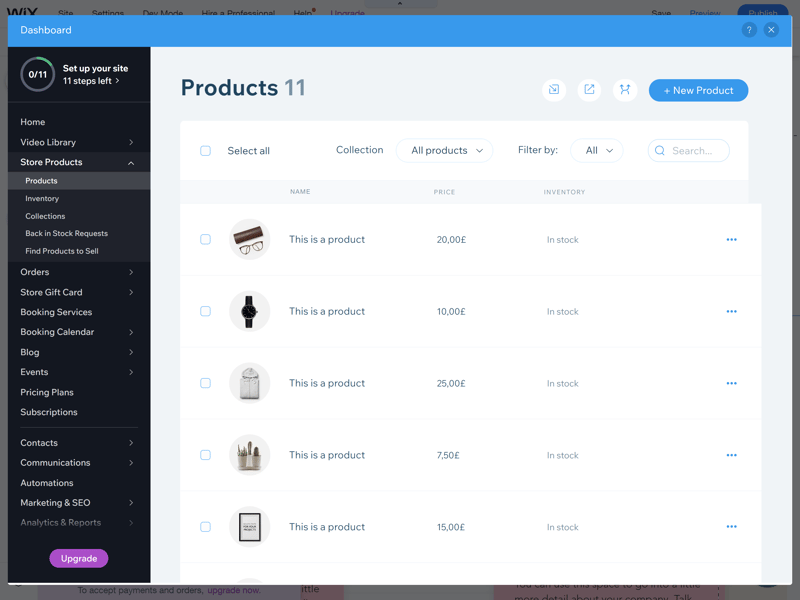 WiX Site Settings Dev Mode Hire a Professional Help Upgrade Save Preview Publish
Dashboard
?
0/11
Set up your site
11 steps left
Home
Video Library
Store Products
Products
Inventory
Collections
Back in Stock Requests
Find Products to Sell
Orders
Store Gift Card
Booking Services
Booking Calendar
Blog
Events
Pricing Plans
Subscriptions
Contacts
Communications
Automations
Marketing & SEO
Analytics & Reports
Upgrade
Products 11
+ New Product
Select all
Collection
All products
Filter by:
All
Search...
NAME PRICE INVENTORY
This is a product 20,00£ In stock
This is a product 10,00£ In stock
This is a product 25,00£ In stock
This is a product 7,50£ In stock
This is a product 15,00£ In stock
To accept payments and orders, upgrade now.
You can use this space to go into a little
more detail about your company. Talk